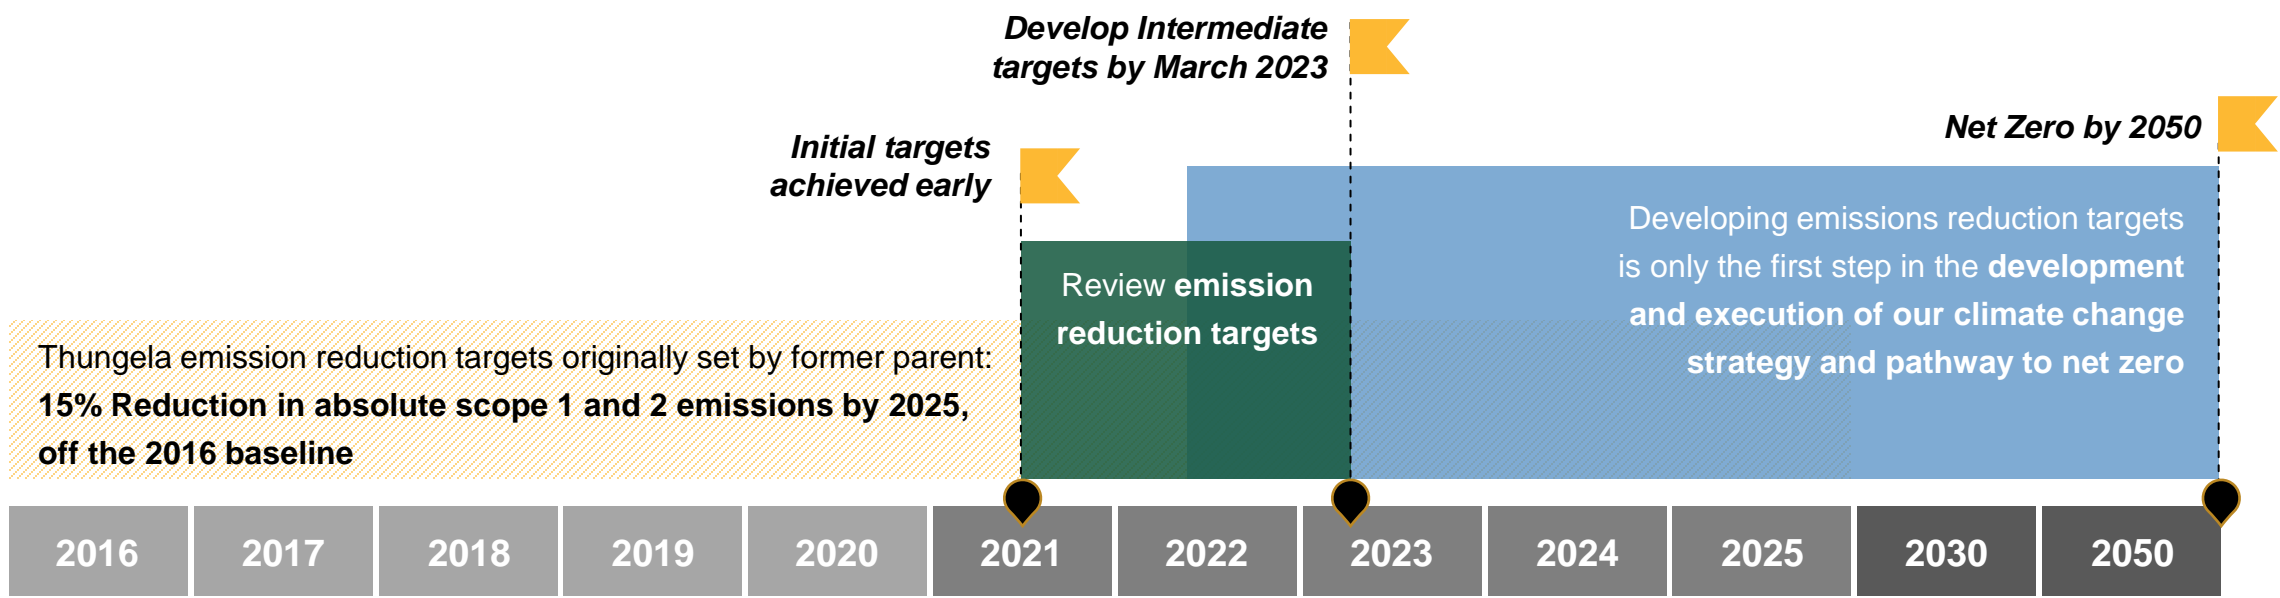 Develop Intermediate
targets by March 2023
Net Zero by 2050
Initial targets
achieved early
Developing emissions reduction targets
is only the first step in the development
and execution of our climate change
strategy and pathway to net zero
Review emission
reduction targets
Thungela emission reduction targets originally set by former parent:
15% Reduction in absolute scope 1 and 2 emissions by 2025,
off the 2016 baseline
2016 2017 2018 2019 2020 2021 2022 2023 2024 2025 2030 2050